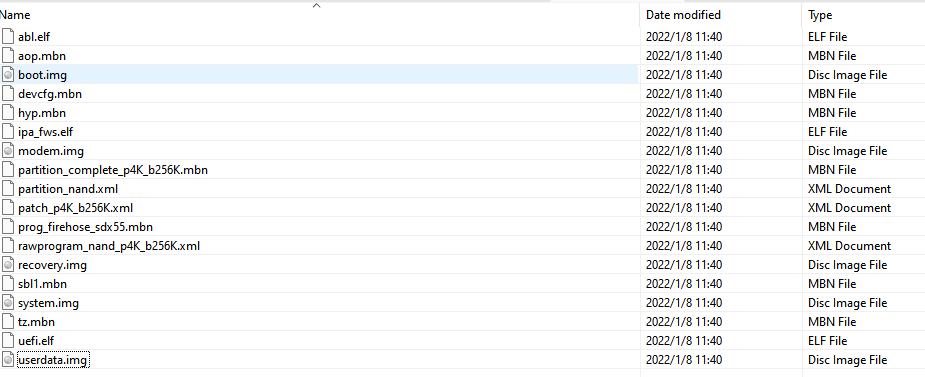 Name Date modified Type
abl.elf 2022/1/8 11:40 ELF File
aop.mbn 2022/1/8 11:40 MBN File
boot.img 2022/1/8 11:40 Disc Image File
devcfg.mbn 2022/1/8 11:40 MBN File
hyp.mbn 2022/1/8 11:40 MBN File
ipa_fws.elf 2022/1/8 11:40 ELF File
modem.img 2022/1/8 11:40 Disc Image File
partition_complete_p4K_b256K.mbn 2022/1/8 11:40 MBN File
partition_nand.xml 2022/1/8 11:40 XML Document
patch_p4K_b256K.xml 2022/1/8 11:40 XML Document
prog_firehose_sdx55.mbn 2022/1/8 11:40 MBN File
rawprogram_nand_p4K_b256K.xml 2022/1/8 11:40 XML Document
recovery.img 2022/1/8 11:40 Disc Image File
sbl1.mbn 2022/1/8 11:40 MBN File
system.img 2022/1/8 11:40 Disc Image File
tz.mbn 2022/1/8 11:40 MBN File
uefi.elf 2022/1/8 11:40 ELF File
userdata.img 2022/1/8 11:40 Disc Image File